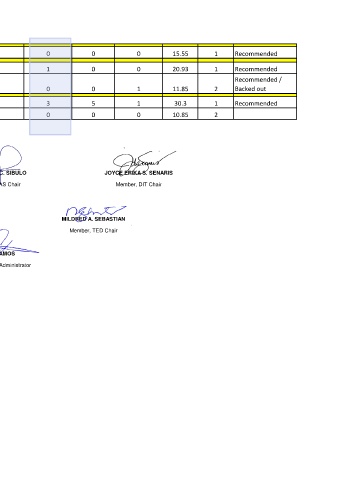 0 0 0 15.55 1 Recommended
1 0 0 20.93 1 Recommended
0 0 1 11.85 2 Recommended / Backed out
3 5 1 30.3 1 Recommended
0 0 0 10.85 2
. SIBULO JOYCE ERIKA S. SENARIS
AS Chair Member, DIT Chair
MILDRED A. SEBASTIAN
Member, TED Chair
AMOS
Administrator